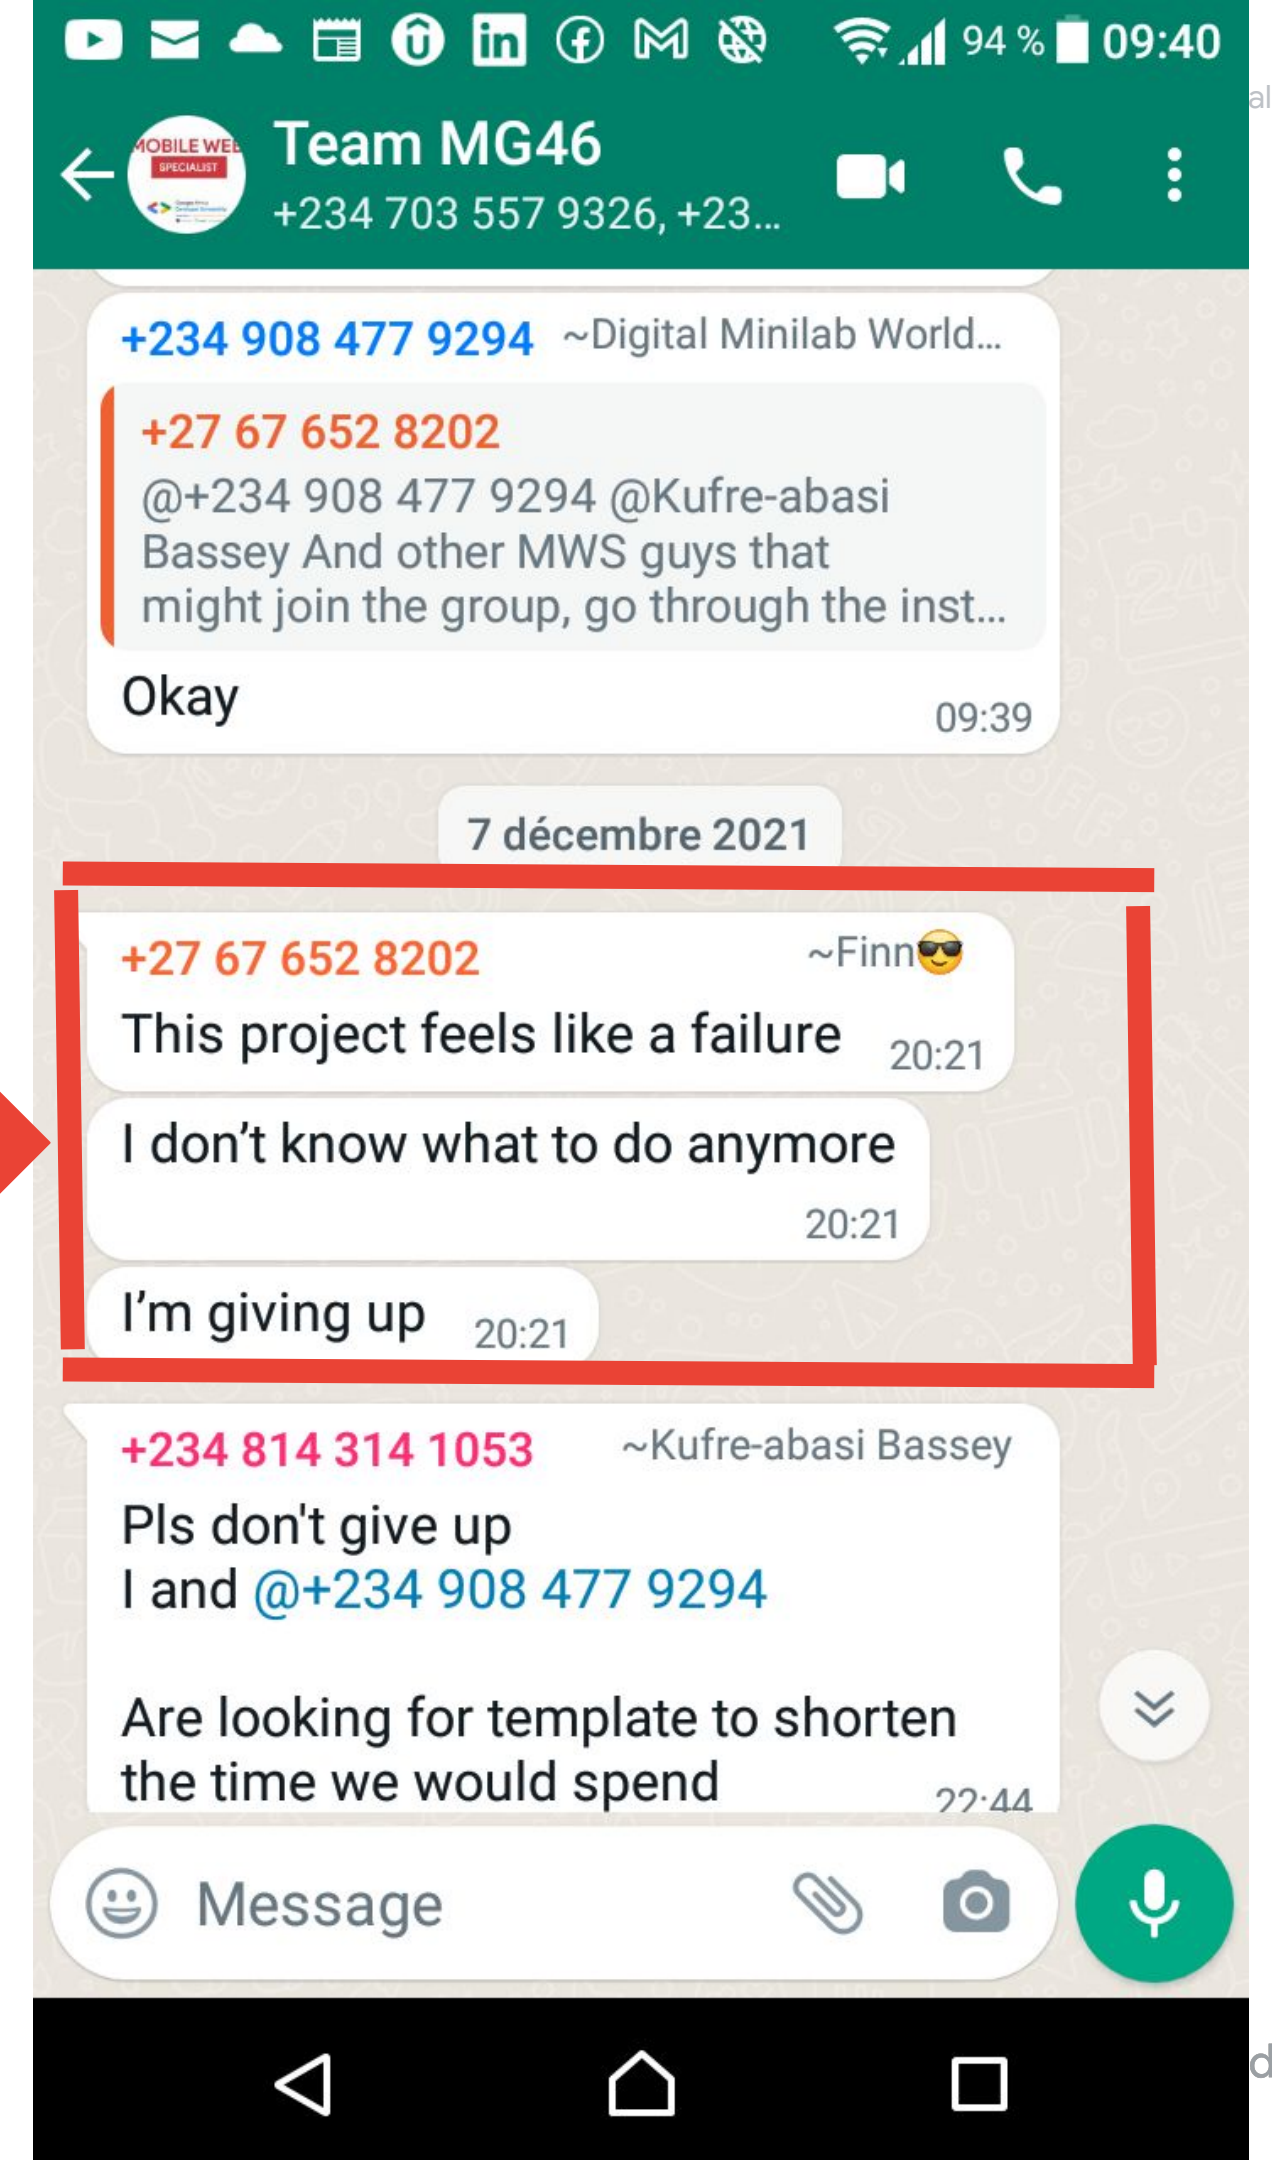 94 % 09:40
al
MOBILE WEB
SPECIALIST
Team MG46
+234 703 557 9326, +23...
+234 908 477 9294 ~Digital Minilab World...
+27 67 652 8202
@+234 908 477 9294 @Kufre-abasi
Bassey And other MWS guys that
might join the group, go through the inst...
Okay
09:39
7 décembre 2021
+27 67 652 8202 ~Finn😎
This project feels like a failure 20:21
I don't know what to do anymore
20:21
I'm giving up 20:21
+234 814 314 1053 ~Kufre-abasi Bassey
Pls don't give up
I and @+234 908 477 9294
Are looking for template to shorten
the time we would spend 22:44
Message
d